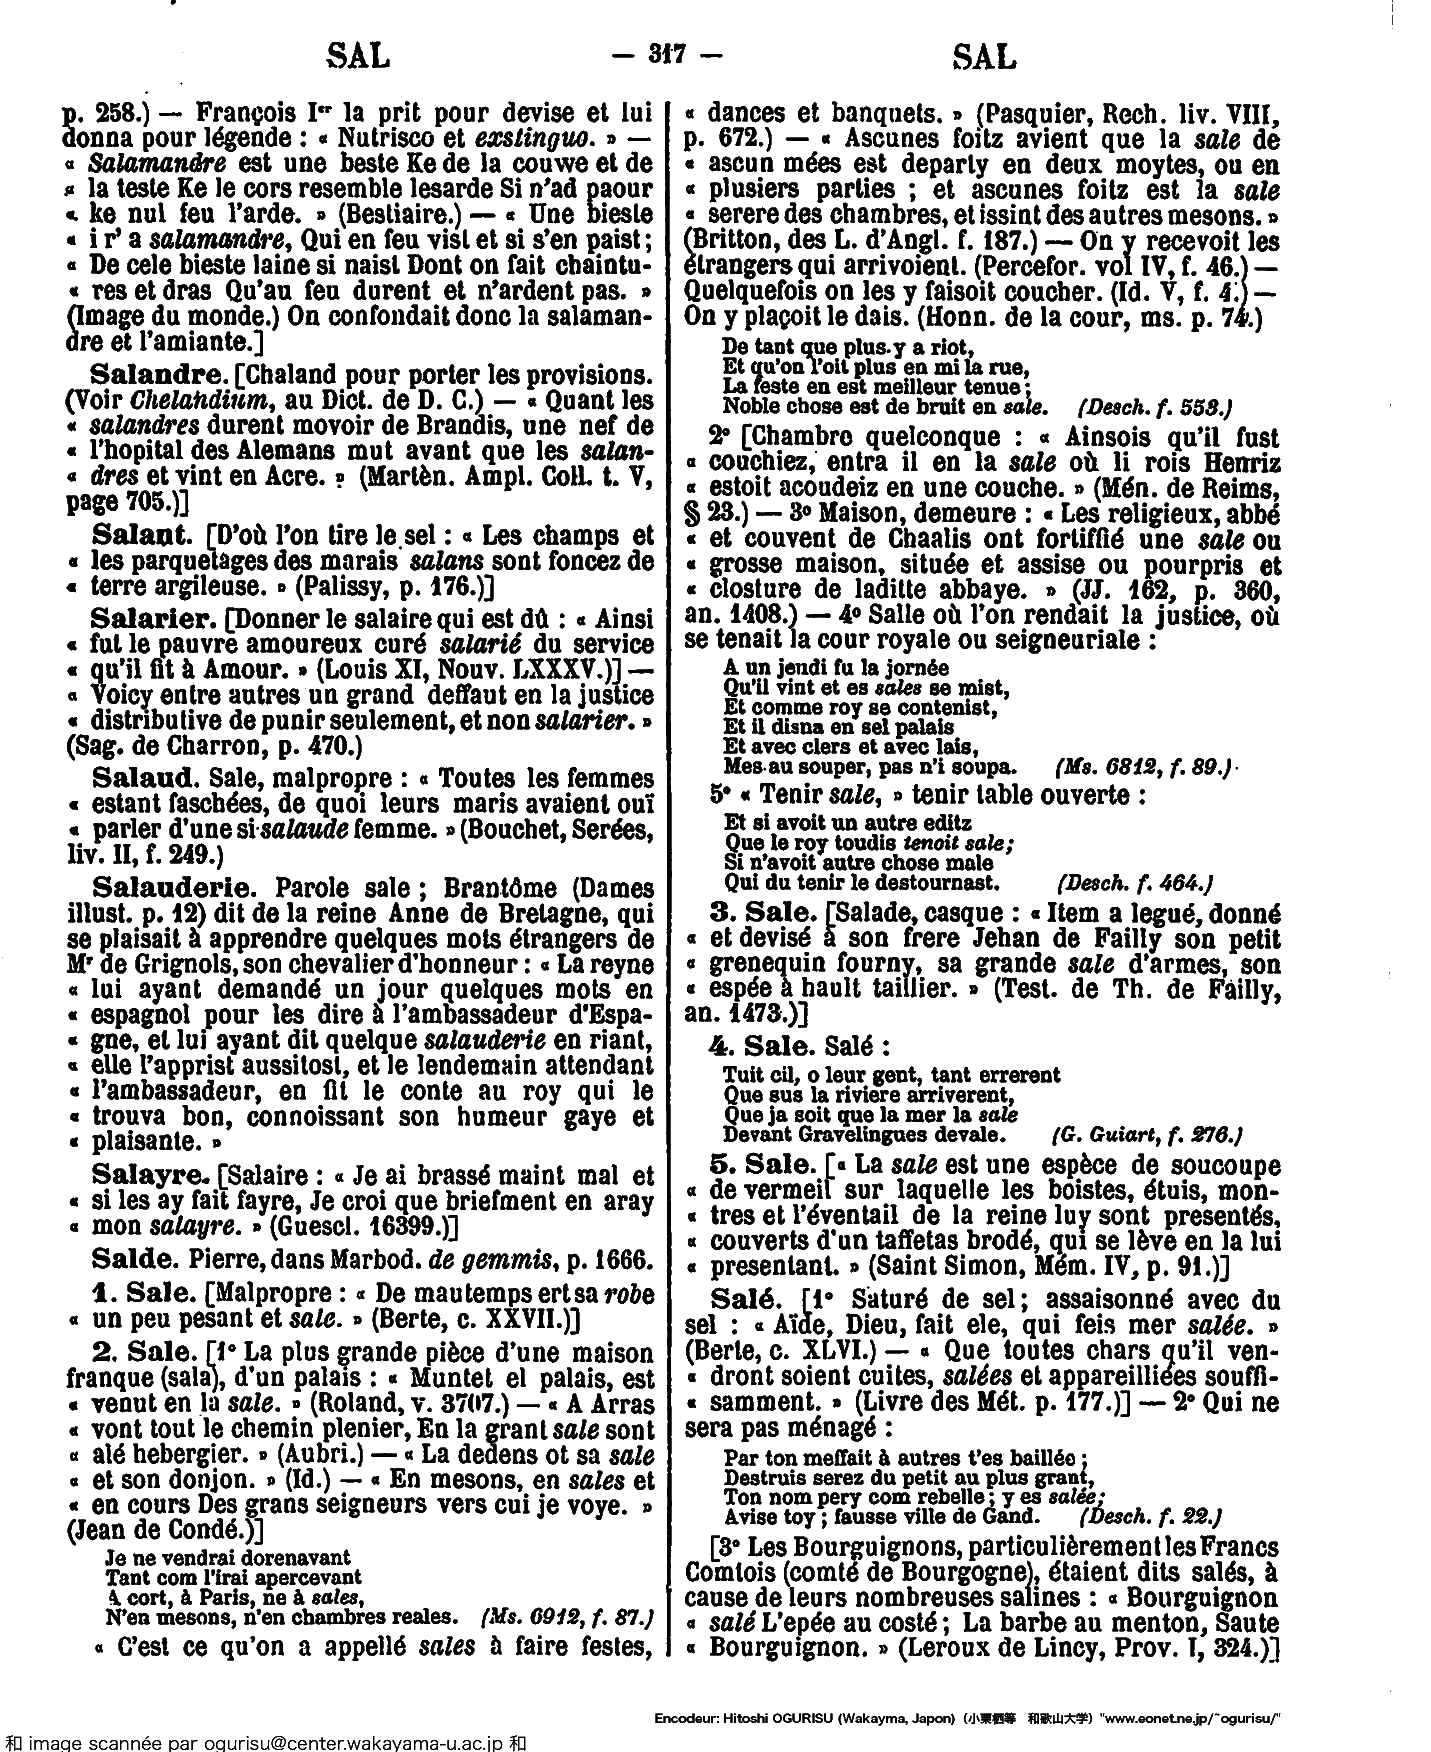 SAL — 317 — SAL
p. 258.) — François Ier la prit pour devise et lui
donna pour légende : « Nutrisco et exstinguo. » —
« Salamandre est une beste Ke de la couwe et de
« la teste Ke le cors resemble lesarde Si n'ad paour
« ke nul feu l'arde. » (Bestiaire.) — « Une bieste
« i r' a salamandre, Qui en feu vist et si s'en paist ;
« De cele bieste laine si naist Dont on fait chaintu-
« res et dras Qu'au feu durent et n'ardent pas. »
(Image du monde.) On confondait donc la salaman-
dre et l'amiante.]
Salandre. [Chaland pour porter les provisions.
(Voir Chelandium, au Dict. de D. C.) — « Quant les
« salandres durent movoir de Brandis, une nef de
« l'hopital des Alemans mut avant que les salan-
« dres et vint en Acre. » (Martèn. Ampl. Coll. t. V,
page 705.)]
Salant. [D'où l'on tire le sel : « Les champs et
« les parquetages des marais salans sont foncez de
« terre argileuse. » (Palissy, p. 176.)]
Salarier. [Donner le salaire qui est dû : « Ainsi
« fut le pauvre amoureux curé salarié du service
« qu'il fit à Amour. » (Louis XI, Nouv. LXXXV.)] —
« Voicy entre autres un grand deffaut en la justice
« distributive de punir seulement, et non salarier. »
(Sag. de Charron, p. 470.)
Salaud. Sale, malpropre : « Toutes les femmes
« estant faschées, de quoi leurs maris avaient ouï
« parler d'une si salaude femme. » (Bouchet, Serées,
liv. II, f. 249.)
Salauderie. Parole sale ; Brantôme (Dames
illust. p. 12) dit de la reine Anne de Bretagne, qui
se plaisait à apprendre quelques mots étrangers de
Mr de Grignols, son chevalier d'honneur : « La reyne
« lui ayant demandé un jour quelques mots en
« espagnol pour les dire à l'ambassadeur d'Espa-
« gne, et lui ayant dit quelque salauderie en riant,
« elle l'apprist aussitost, et le lendemain attendant
« l'ambassadeur, en fit le conte au roy qui le
« trouva bon, connoissant son humeur gaye et
« plaisante. »
Salayre. [Salaire : « Je ai brassé maint mal et
« si les ay fait fayre, Je croi que briefment en aray
« mon salayre. » (Guescl. 16399.)]
Salde. Pierre, dans Marbod. de gemmis, p. 1666.
1. Sale. [Malpropre : « De mau temps ert sa robe
« un peu pesant et sale. » (Berte, c. XXVII.)]
2. Sale. [1° La plus grande pièce d'une maison
franque (sala), d'un palais : « Muntet el palais, est
« venut en la sale. » (Roland, v. 3707.) — « A Arras
« vont tout le chemin plenier, En la grant sale sont
« alé hebergier. » (Aubri.) — « La dedens ot sa sale
« et son donjon. » (Id.) — « En mesons, en sales et
« en cours Des grans seigneurs vers cui je voye. »
(Jean de Condé.)]
Je ne vendrai dorenavant
Tant com l'irai apercevant
A cort, à Paris, ne à sales,
N'en mesons, n'en chambres reales. (Ms. 6912, f. 87.)
« C'est ce qu'on a appellé sales à faire festes,
« dances et banquets. » (Pasquier, Rech. liv. VIII,
p. 672.) — « Ascunes foitz avient que la sale de
« ascun mées est departy en deux moytes, ou en
« plusiers parties ; et ascunes foitz est la sale
« serere des chambres, et issint des autres mesons. »
(Britton, des L. d'Angl. f. 187.) — On y recevoit les
étrangers qui arrivoient. (Percefor. vol IV, f. 46.) —
Quelquefois on les y faisoit coucher. (Id. V, f. 4.) —
On y plaçoit le dais. (Honn. de la cour, ms. p. 74.)
De tant que plus y a riot,
Et qu'on l'oit plus en mi la rue,
La feste en est meilleur tenue ;
Noble chose est de bruit en sale. (Desch. f. 553.)
2° [Chambre quelconque : « Ainsois qu'il fust
« couchiez, entra il en la sale où li rois Henriz
« estoit acoudeiz en une couche. » (Mén. de Reims,
§ 23.) — 3° Maison, demeure : « Les religieux, abbé
« et couvent de Chaalis ont fortiffié une sale ou
« grosse maison, située et assise ou pourpris et
« closture de laditte abbaye. » (JJ. 162, p. 360,
an. 1408.) — 4° Salle où l'on rendait la justice, où
se tenait la cour royale ou seigneuriale :
A un jeudi fu la jornée
Qu'il vint et es sales se mist,
Et comme roy se contenist,
Et il disna en sel palais
Et avec clers et avec lais,
Mes au souper, pas n'i soupa. (Ms. 6812, f. 89.)
5° « Tenir sale, » tenir table ouverte :
Et si avoit un autre editz
Que le roy toudis tenoit sale ;
Si n'avoit autre chose male
Qui du tenir le destournast. (Desch. f. 464.)
3. Sale. [Salade, casque : « Item a legué, donné
« et devisé à son frere Jehan de Failly son petit
« grenequin fourny, sa grande sale d'armes, son
« espée à hault taillier. » (Test. de Th. de Failly,
an. 1473.)]
4. Sale. Salé :
Tuit cil, o leur gent, tant errerent
Que sus la riviere arriverent,
Que ja soit que la mer la sale
Devant Gravelingues devale. (G. Guiart, f. 276.)
5. Sale. [« La sale est une espèce de soucoupe
« de vermeil sur laquelle les boistes, étuis, mon-
« tres et l'éventail de la reine luy sont presentés,
« couverts d'un taffetas brodé, qui se lève en la lui
« presentant. » (Saint Simon, Mém. IV, p. 91.)]
Salé. [1° Saturé de sel ; assaisonné avec du
sel : « Aïde, Dieu, fait ele, qui feis mer salée. »
(Berte, c. XLVI.) — « Que toutes chars qu'il ven-
« dront soient cuites, salées et appareilliées souffi-
« samment. » (Livre des Mét. p. 177.)] — 2° Qui ne
sera pas ménagé :
Par ton meffait à autres t'es baillée ;
Destruis serez du petit au plus grant,
Ton nom pery com rebelle ; y es salée ;
Avise toy ; fausse ville de Gand. (Desch. f. 22.)
[3° Les Bourguignons, particulièrement les Francs
Comtois (comté de Bourgogne), étaient dits salés, à
cause de leurs nombreuses salines : « Bourguignon
« salé L'epée au costé ; La barbe au menton, Saute
« Bourguignon. » (Leroux de Lincy, Prov. I, 324.)]
Encodeur: Hitoshi OGURISU (Wakayma, Japon) (小栗栖等 和歌山大学) "www.eonet.ne.jp/~ogurisu/"
和 image scannée par ogurisu@center.wakayama-u.ac.jp 和